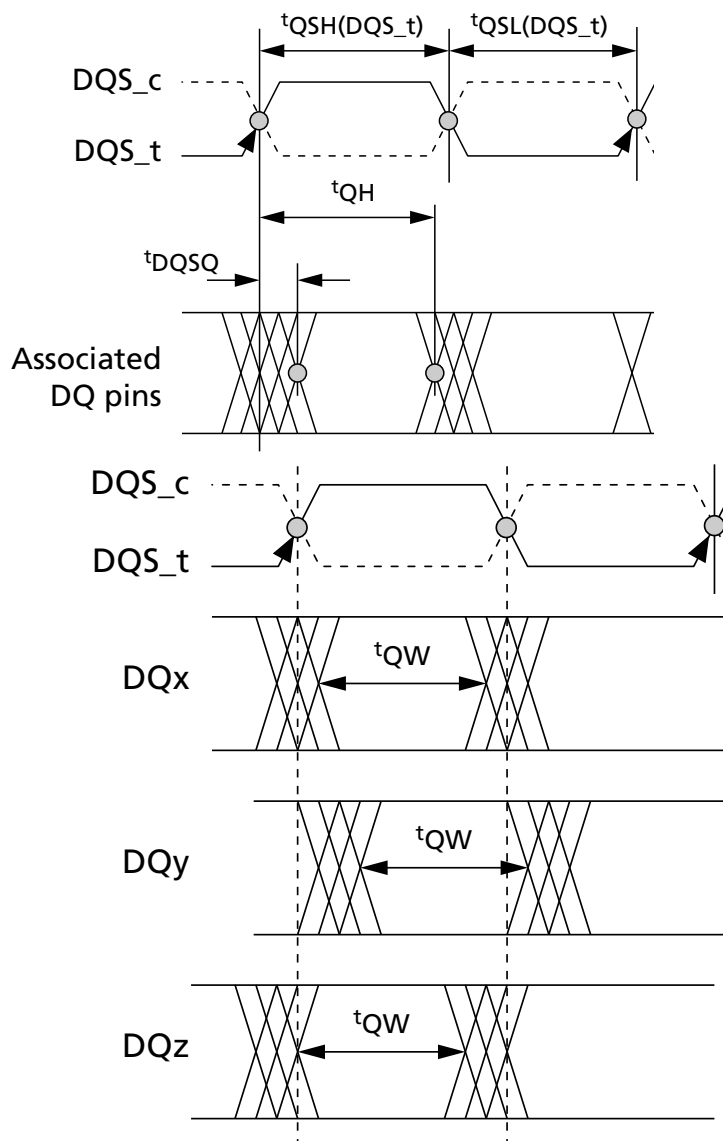 tQSH(DQS_t) tQSL(DQS_t)
DQS_c
DQS_t
tQH
tDQSQ
Associated
DQ pins
DQS_c
DQS_t
DQx
tQW
DQy
tQW
DQz
tQW